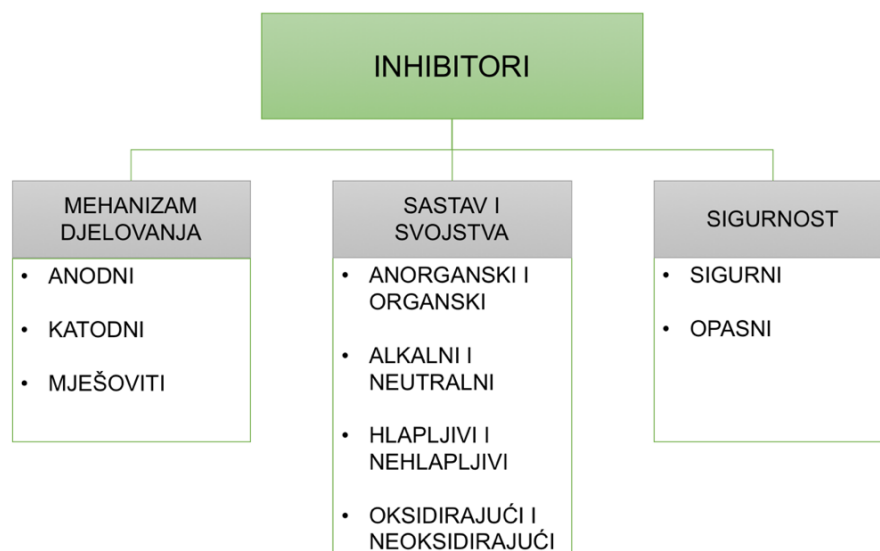 INHIBITORI
MEHANIZAM
DJELOVANJA
• ANODNI
• KATODNI
• MJEŠOVITI
SASTAV I
SVOJSTVA
• ANORGANSKI I
ORGANSKI
• ALKALNI I
NEUTRALNI
• HLAPLJIVI I
NEHLAPLJIVI
• OKSIDIRAJUĆI I
NEOKSIDIRAJUĆI
SIGURNOST
• SIGURNI
• OPASNI